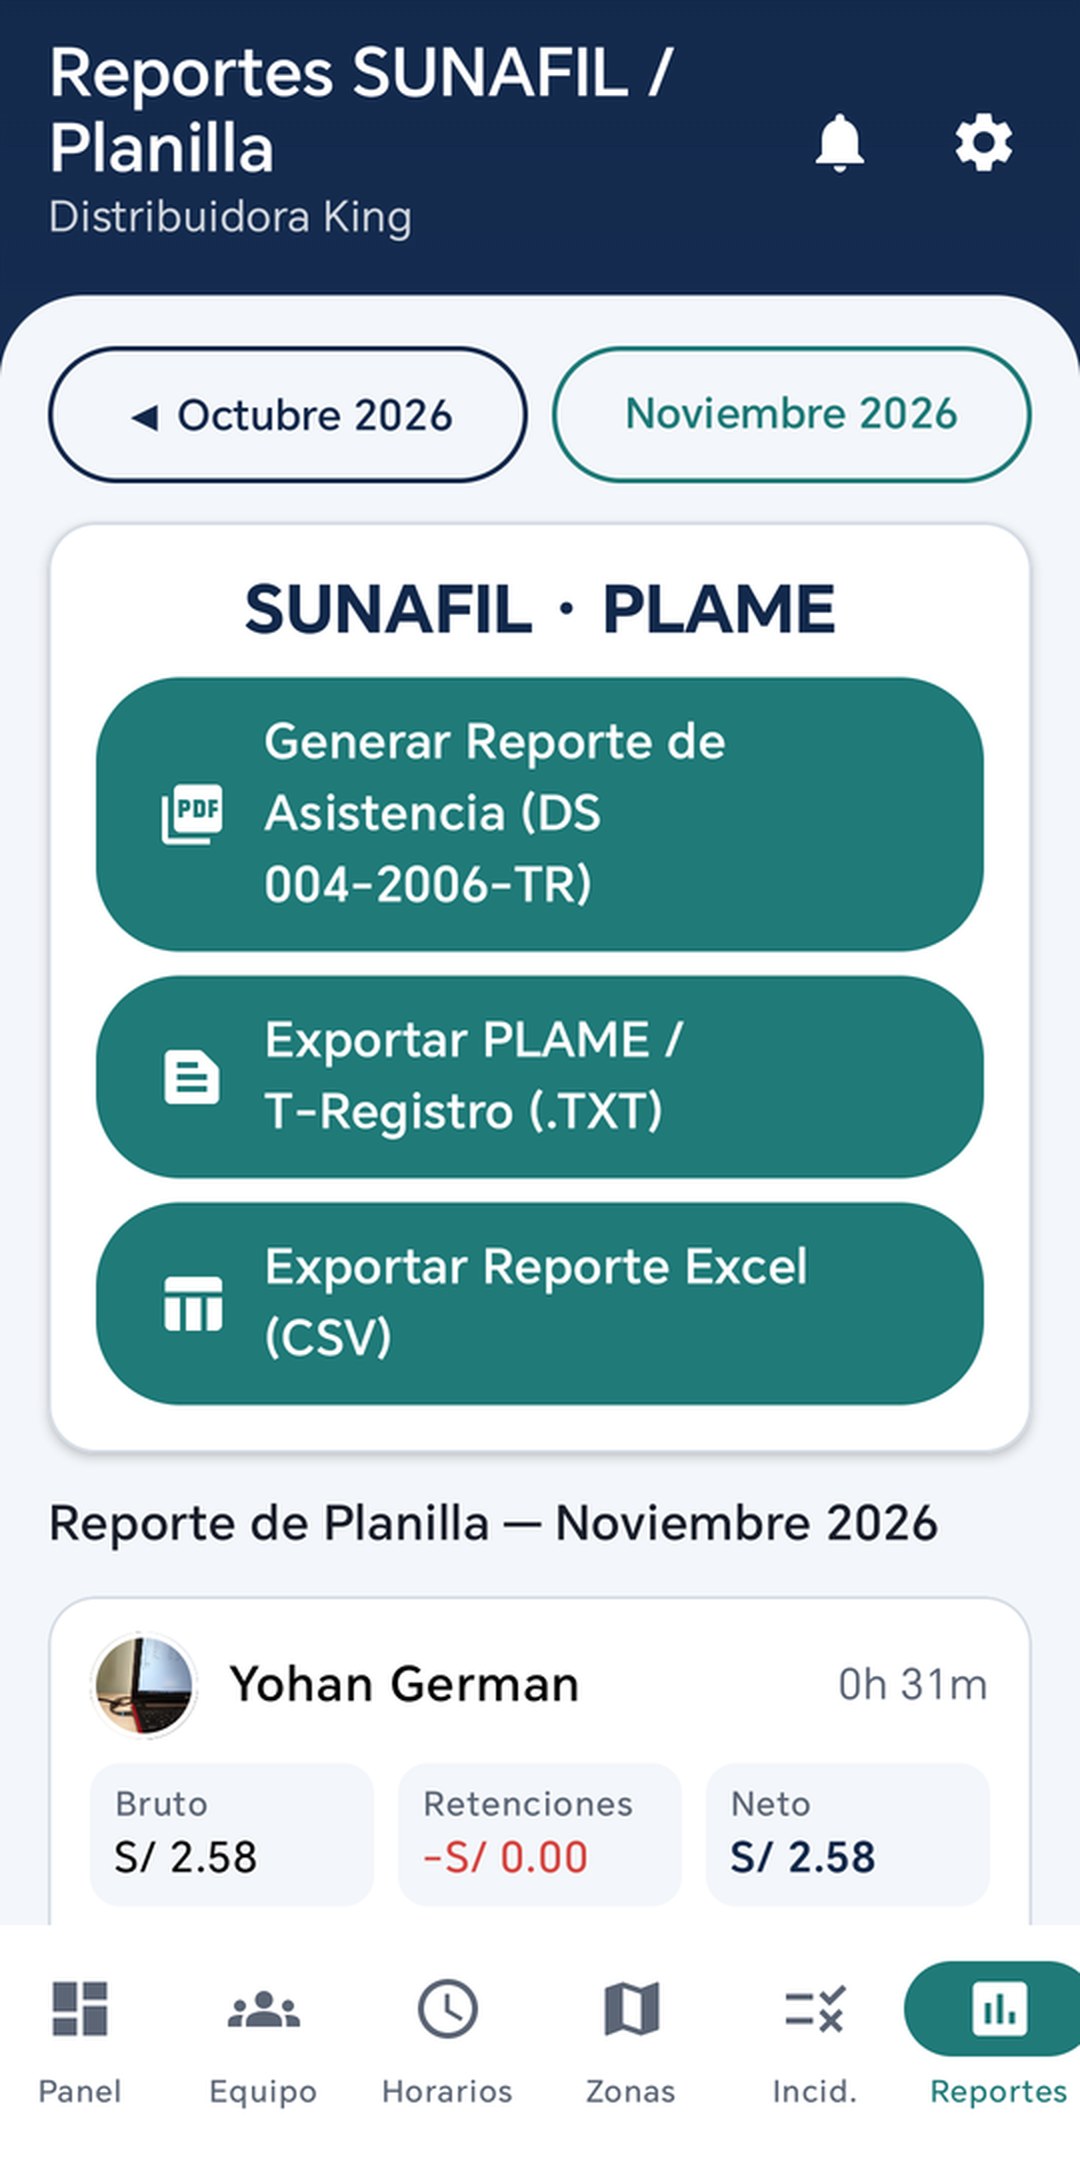 Reportes SUNAFIL /
Planilla
Distribuidora King
◄ Octubre 2026
Noviembre 2026
SUNAFIL · PLAME
PDF
Generar Reporte de
Asistencia (DS
004-2006-TR)
Exportar PLAME /
T-Registro (.TXT)
Exportar Reporte Excel
(CSV)
Reporte de Planilla — Noviembre 2026
Yohan German
0h 31m
Bruto
S/ 2.58
Retenciones
-S/ 0.00
Neto
S/ 2.58
Panel
Equipo
Horarios
Zonas
Incid.
Reportes